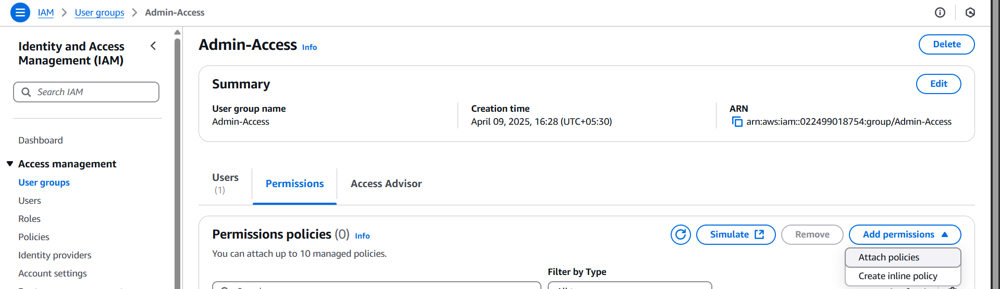 IAM > User groups > Admin-Access
Identity and Access
Management (IAM)
Search IAM
Dashboard
Access management
User groups
Users
Roles
Policies
Identity providers
Account settings
Admin-Access Info
Delete
Summary
Edit
User group name
Admin-Access
Creation time
April 09, 2025, 16:28 (UTC+05:30)
ARN
arn:aws:iam::022499018754:group/Admin-Access
Users
(1)
Permissions
Access Advisor
Permissions policies (0) Info
Simulate
Remove
Add permissions
You can attach up to 10 managed policies.
Attach policies
Create inline policy
Filter by Type